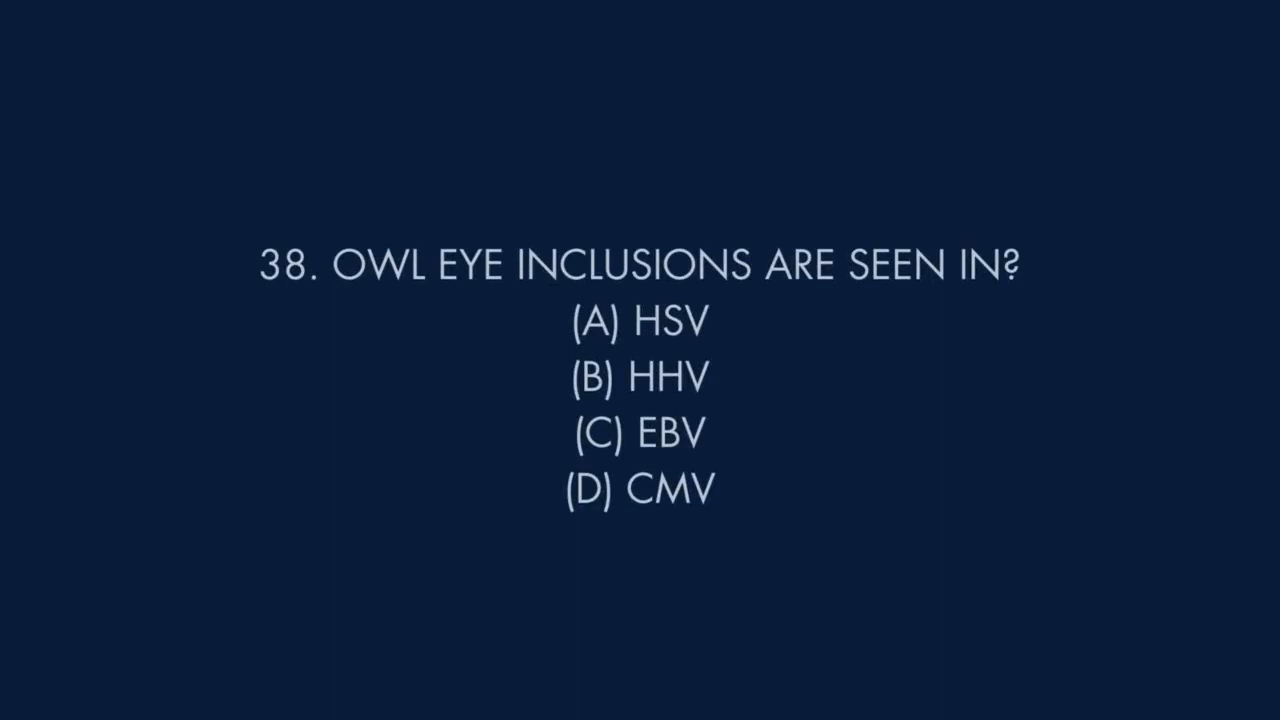 38. OWL EYE INCLUSIONS ARE SEEN IN?
(A) HSV
(B) HHV
(C) EBV
(D) CMV